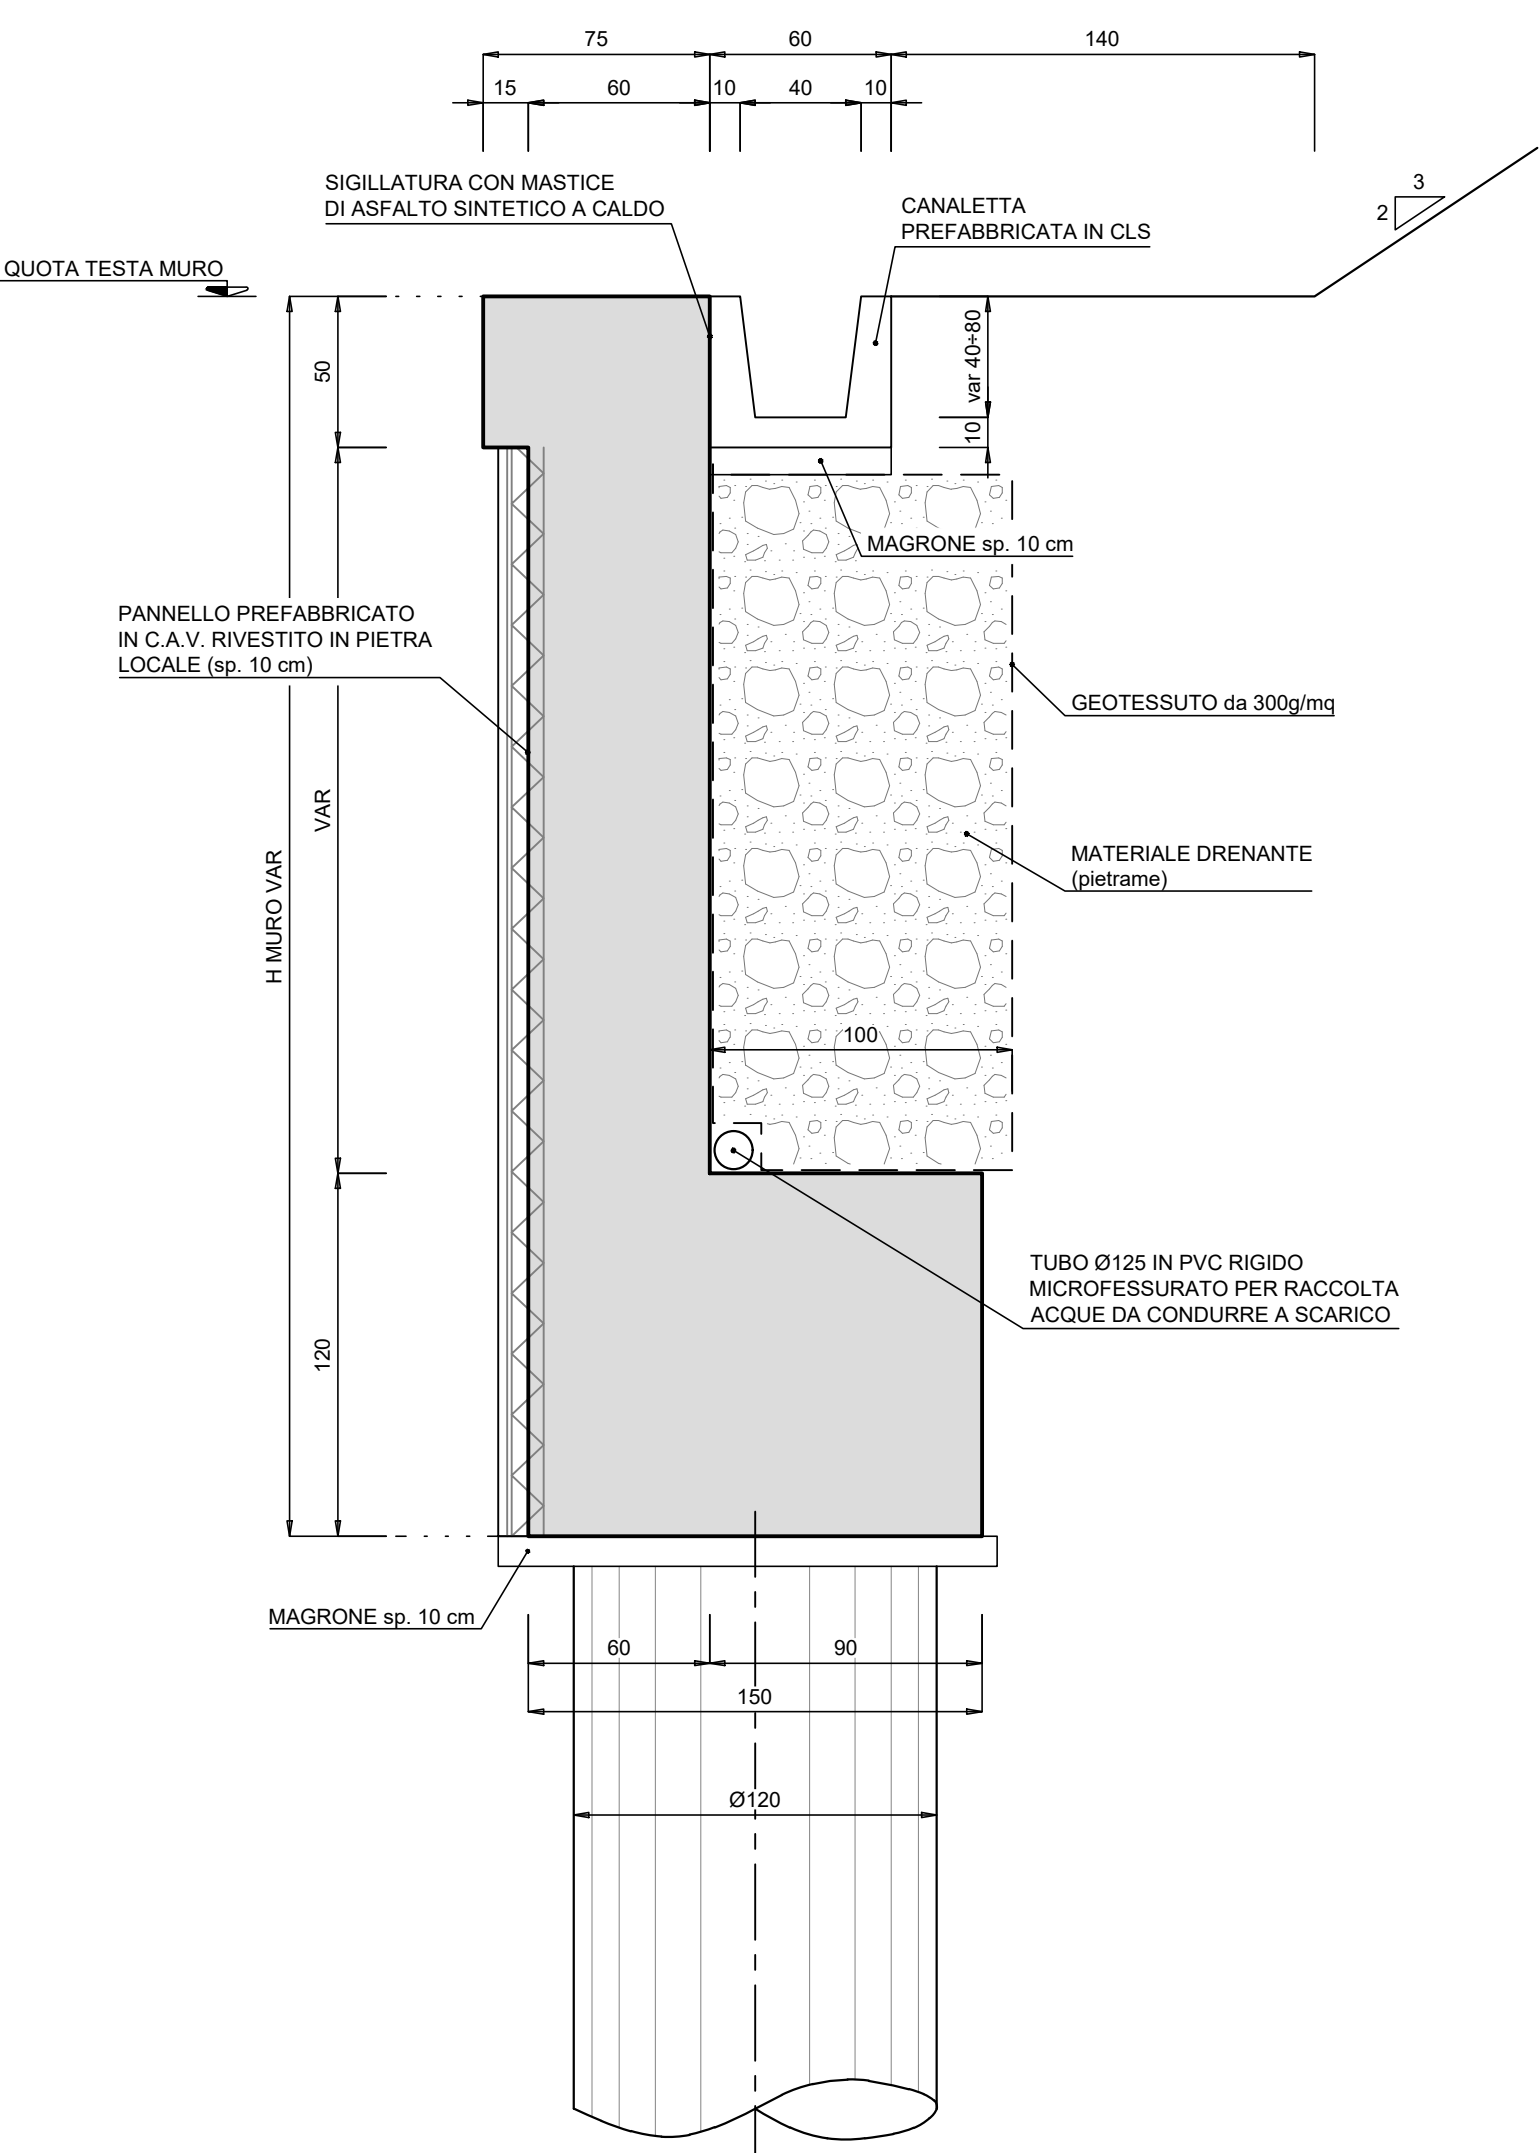 75
60
140
15
60
10
40
10
SIGILLATURA CON MASTICE
DI ASFALTO SINTETICO A CALDO
CANALETTA
PREFABBRICATA IN CLS
3
2
QUOTA TESTA MURO
50
var 40÷80
10
MAGRONE sp. 10 cm
PANNELLO PREFABBRICATO
IN C.A.V. RIVESTITO IN PIETRA
LOCALE (sp. 10 cm)
GEOTESSUTO da 300g/mq
VAR
H MURO VAR
MATERIALE DRENANTE
(pietrame)
100
TUBO Ø125 IN PVC RIGIDO
MICROFESSURATO PER RACCOLTA
ACQUE DA CONDURRE A SCARICO
120
MAGRONE sp. 10 cm
60
90
150
Ø120